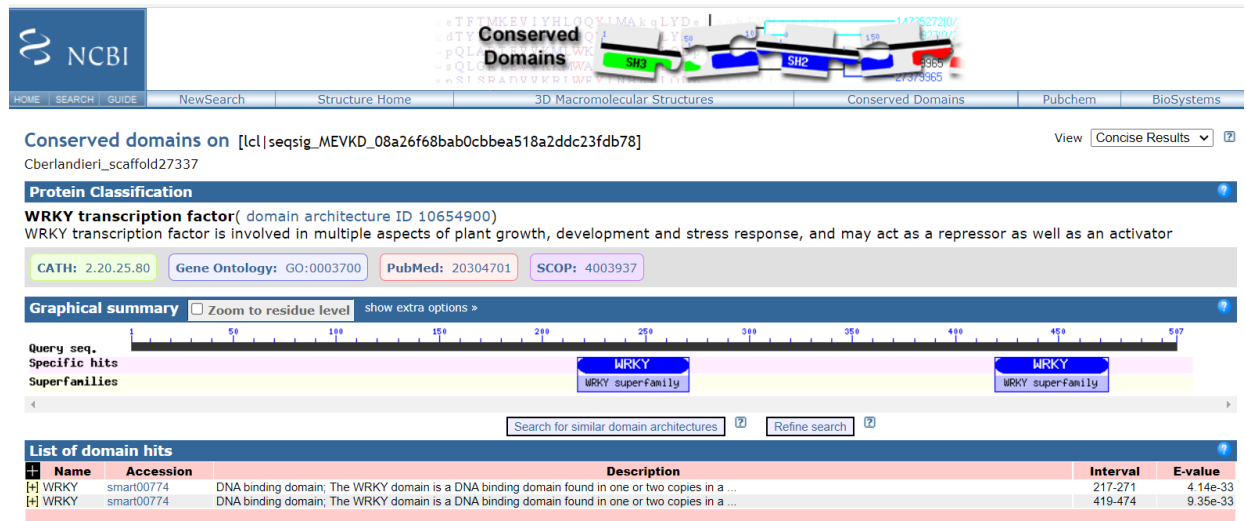 NCBI
Conserved
Domains
SH3
SH2
HOME SEARCH GUIDE NewSearch Structure Home 3D Macromolecular Structures Conserved Domains Pubchem BioSystems
Conserved domains on [lcl|seqsig_MEVKD_08a26f68bab0cbbea518a2ddc23fdb78]
View Concise Results
Cberlandieri_scaffold27337
Protein Classification
WRKY transcription factor( domain architecture ID 10654900)
WRKY transcription factor is involved in multiple aspects of plant growth, development and stress response, and may act as a repressor as well as an activator
CATH: 2.20.25.80 Gene Ontology: GO:0003700 PubMed: 20304701 SCOP: 4003937
Graphical summary Zoom to residue level show extra options »
1 50 100 150 200 250 300 350 400 450 507
Query seq.
Specific hits WRKY WRKY
Superfamilies WRKY superfamily WRKY superfamily
Search for similar domain architectures ? Refine search ?
List of domain hits
+ Name Accession Description Interval E-value
[+] WRKY smart00774 DNA binding domain; The WRKY domain is a DNA binding domain found in one or two copies in a ... 217-271 4.14e-33
[+] WRKY smart00774 DNA binding domain; The WRKY domain is a DNA binding domain found in one or two copies in a ... 419-474 9.35e-33